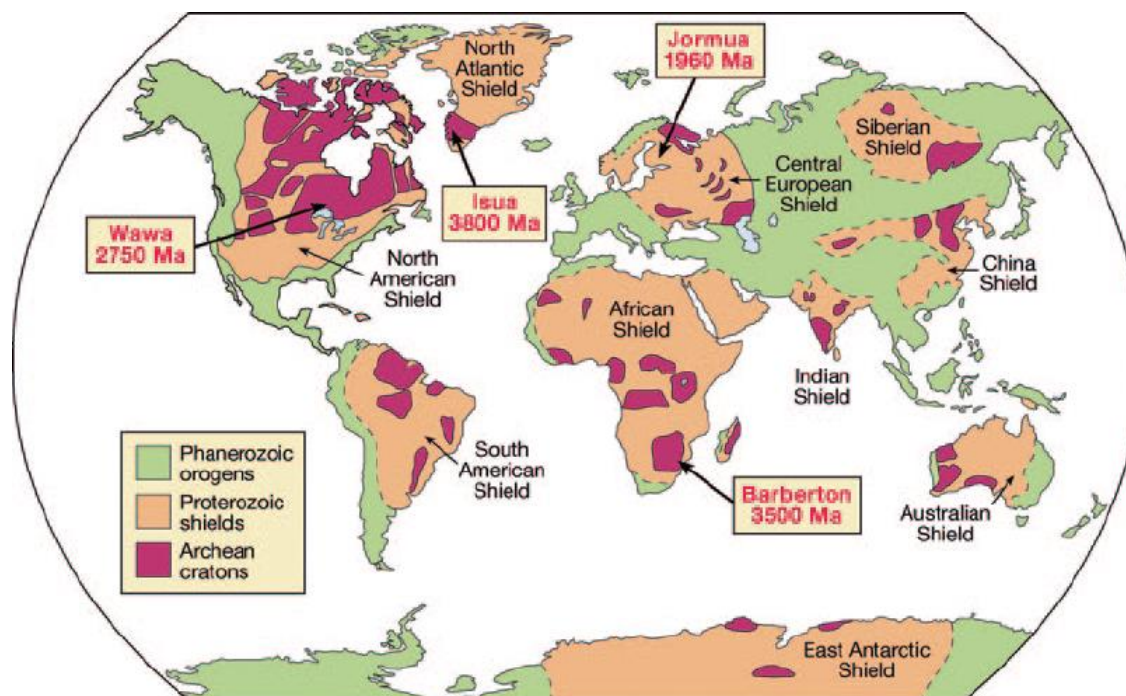 North
Atlantic
Shield
Jormua
1960 Ma
Siberian
Shield
Central
European
Shield
Isua
3800 Ma
Wawa
2750 Ma
North
American
Shield
China
Shield
African
Shield
Indian
Shield
South
American
Shield
Phanerozoic
orogens
Proterozoic
shields
Archean
cratons
Barberton
3500 Ma
Australian
Shield
East Antarctic
Shield